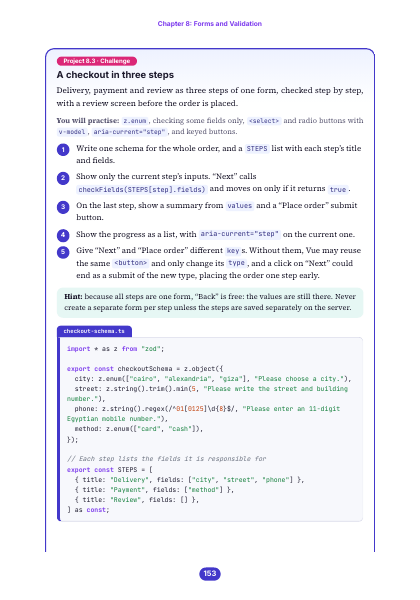 Chapter 8: Forms and Validation
Project 8.3 · Challenge
A checkout in three steps
Delivery, payment and review as three steps of one form, checked step by step,
with a review screen before the order is placed.
You will practise: z.enum, checking some fields only, <select> and radio buttons with
v-model, aria-current="step", and keyed buttons.
1 Write one schema for the whole order, and a STEPS list with each step's title
and fields.
2 Show only the current step's inputs. “Next” calls
checkFields(STEPS[step].fields) and moves on only if it returns true.
3 On the last step, show a summary from values and a “Place order” submit
button.
4 Show the progress as a list, with aria-current="step" on the current one.
5 Give “Next” and “Place order” different keys. Without them, Vue may reuse
the same <button> and only change its type, and a click on “Next” could
end as a submit of the new type, placing the order one step early.
Hint: because all steps are one form, “Back” is free: the values are still there. Never
create a separate form per step unless the steps are saved separately on the server.
checkout-schema.ts
import * as z from "zod";
export const checkoutSchema = z.object({
city: z.enum(["cairo", "alexandria", "giza"], "Please choose a city."),
street: z.string().trim().min(5, "Please write the street and building
number."),
phone: z.string().regex(/^01[0125]\d{8}$/, "Please enter an 11-digit
Egyptian mobile number."),
method: z.enum(["card", "cash"]),
});
// Each step lists the fields it is responsible for
export const STEPS = [
{ title: "Delivery", fields: ["city", "street", "phone"] },
{ title: "Payment", fields: ["method"] },
{ title: "Review", fields: [] },
] as const;
153